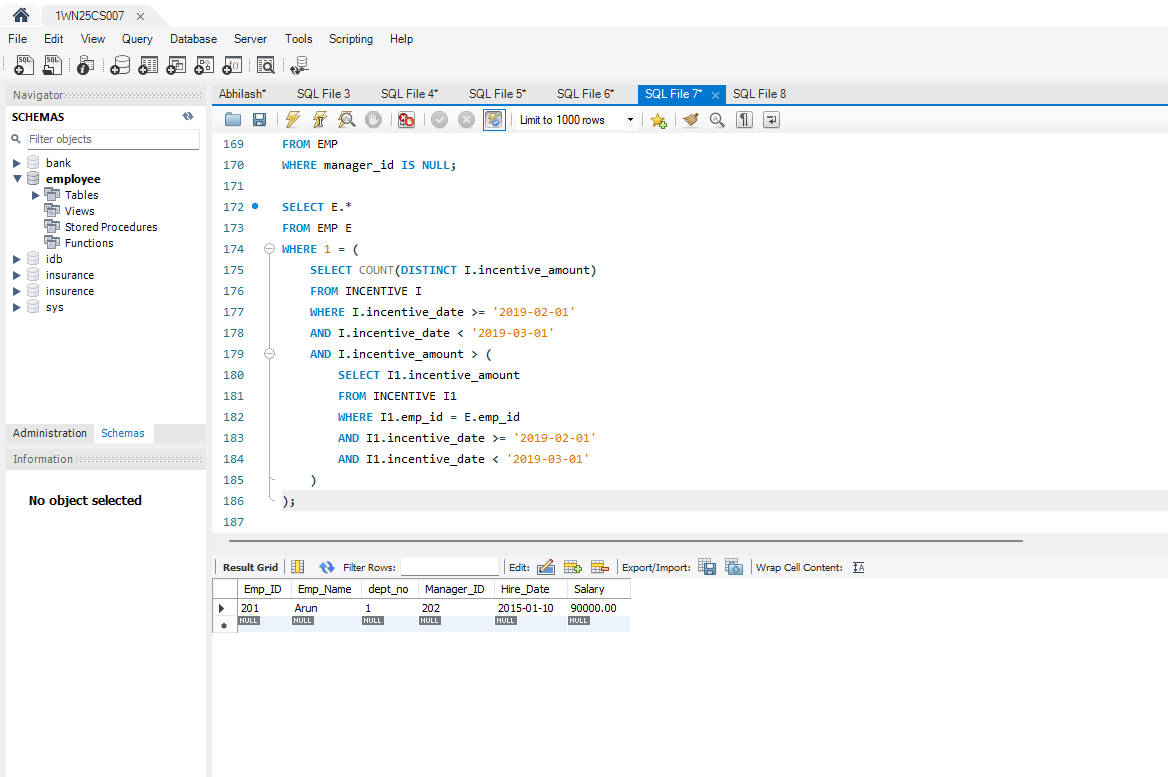 1WN25CS007
File Edit View Query Database Server Tools Scripting Help
Navigator
SCHEMAS
Filter objects
bank
employee
Tables
Views
Stored Procedures
Functions
idb
insurance
insurence
sys
Administration Schemas
Information
No object selected
Abhilash* SQL File 3 SQL File 4* SQL File 5* SQL File 6* SQL File 7* SQL File 8
Limit to 1000 rows
169 FROM EMP
170 WHERE manager_id IS NULL;
171
172 SELECT E.*
173 FROM EMP E
174 WHERE 1 = (
175 SELECT COUNT(DISTINCT I.incentive_amount)
176 FROM INCENTIVE I
177 WHERE I.incentive_date >= '2019-02-01'
178 AND I.incentive_date < '2019-03-01'
179 AND I.incentive_amount > (
180 SELECT I1.incentive_amount
181 FROM INCENTIVE I1
182 WHERE I1.emp_id = E.emp_id
183 AND I1.incentive_date >= '2019-02-01'
184 AND I1.incentive_date < '2019-03-01'
185 )
186 );
187
Result Grid Filter Rows: Edit: Export/Import: Wrap Cell Content:
Emp_ID Emp_Name dept_no Manager_ID Hire_Date Salary
201 Arun 1 202 2015-01-10 90000.00
NULL NULL NULL NULL NULL NULL